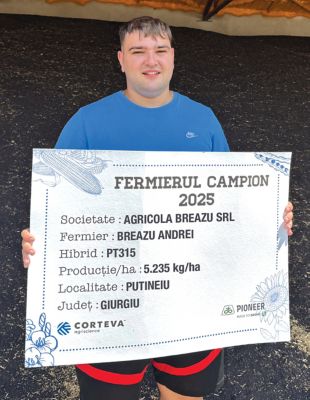 FERMIERUL CAMPION
2025
Societate : AGRICOLA BREAZU SRL
Fermier : BREAZU ANDREI
Hibrid : PT315
Producție/ha : 5.235 kg/ha
Localitate : PUTINEIU
Județ : GIURGIU
CORTEVA
agriscience
PIONEER